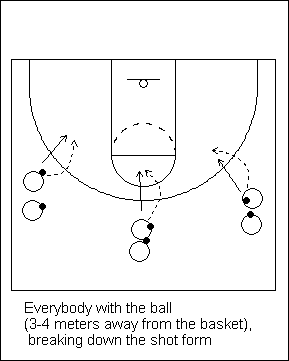 Everybody with the ball
(3-4 meters away from the basket),
breaking down the shot form